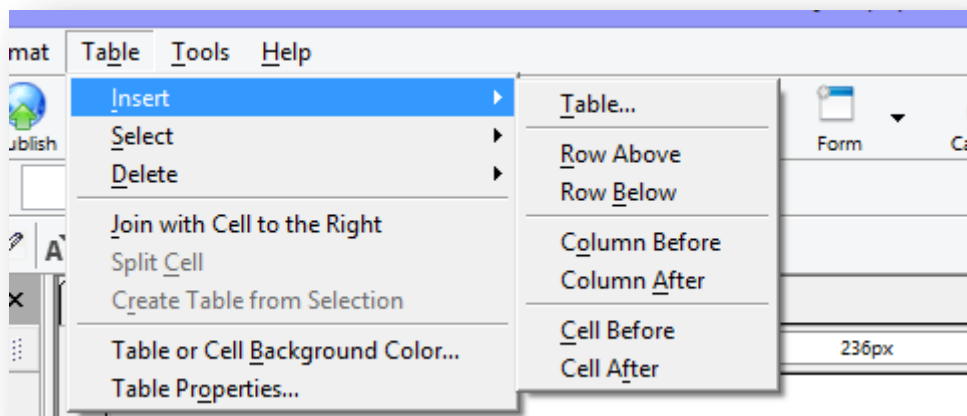 mat Table Tools Help
ublish
Insert
Select
Delete
Join with Cell to the Right
Split Cell
Create Table from Selection
Table or Cell Background Color...
Table Properties...
Table...
Row Above
Row Below
Column Before
Column After
Cell Before
Cell After
Form
Ca
A
236px